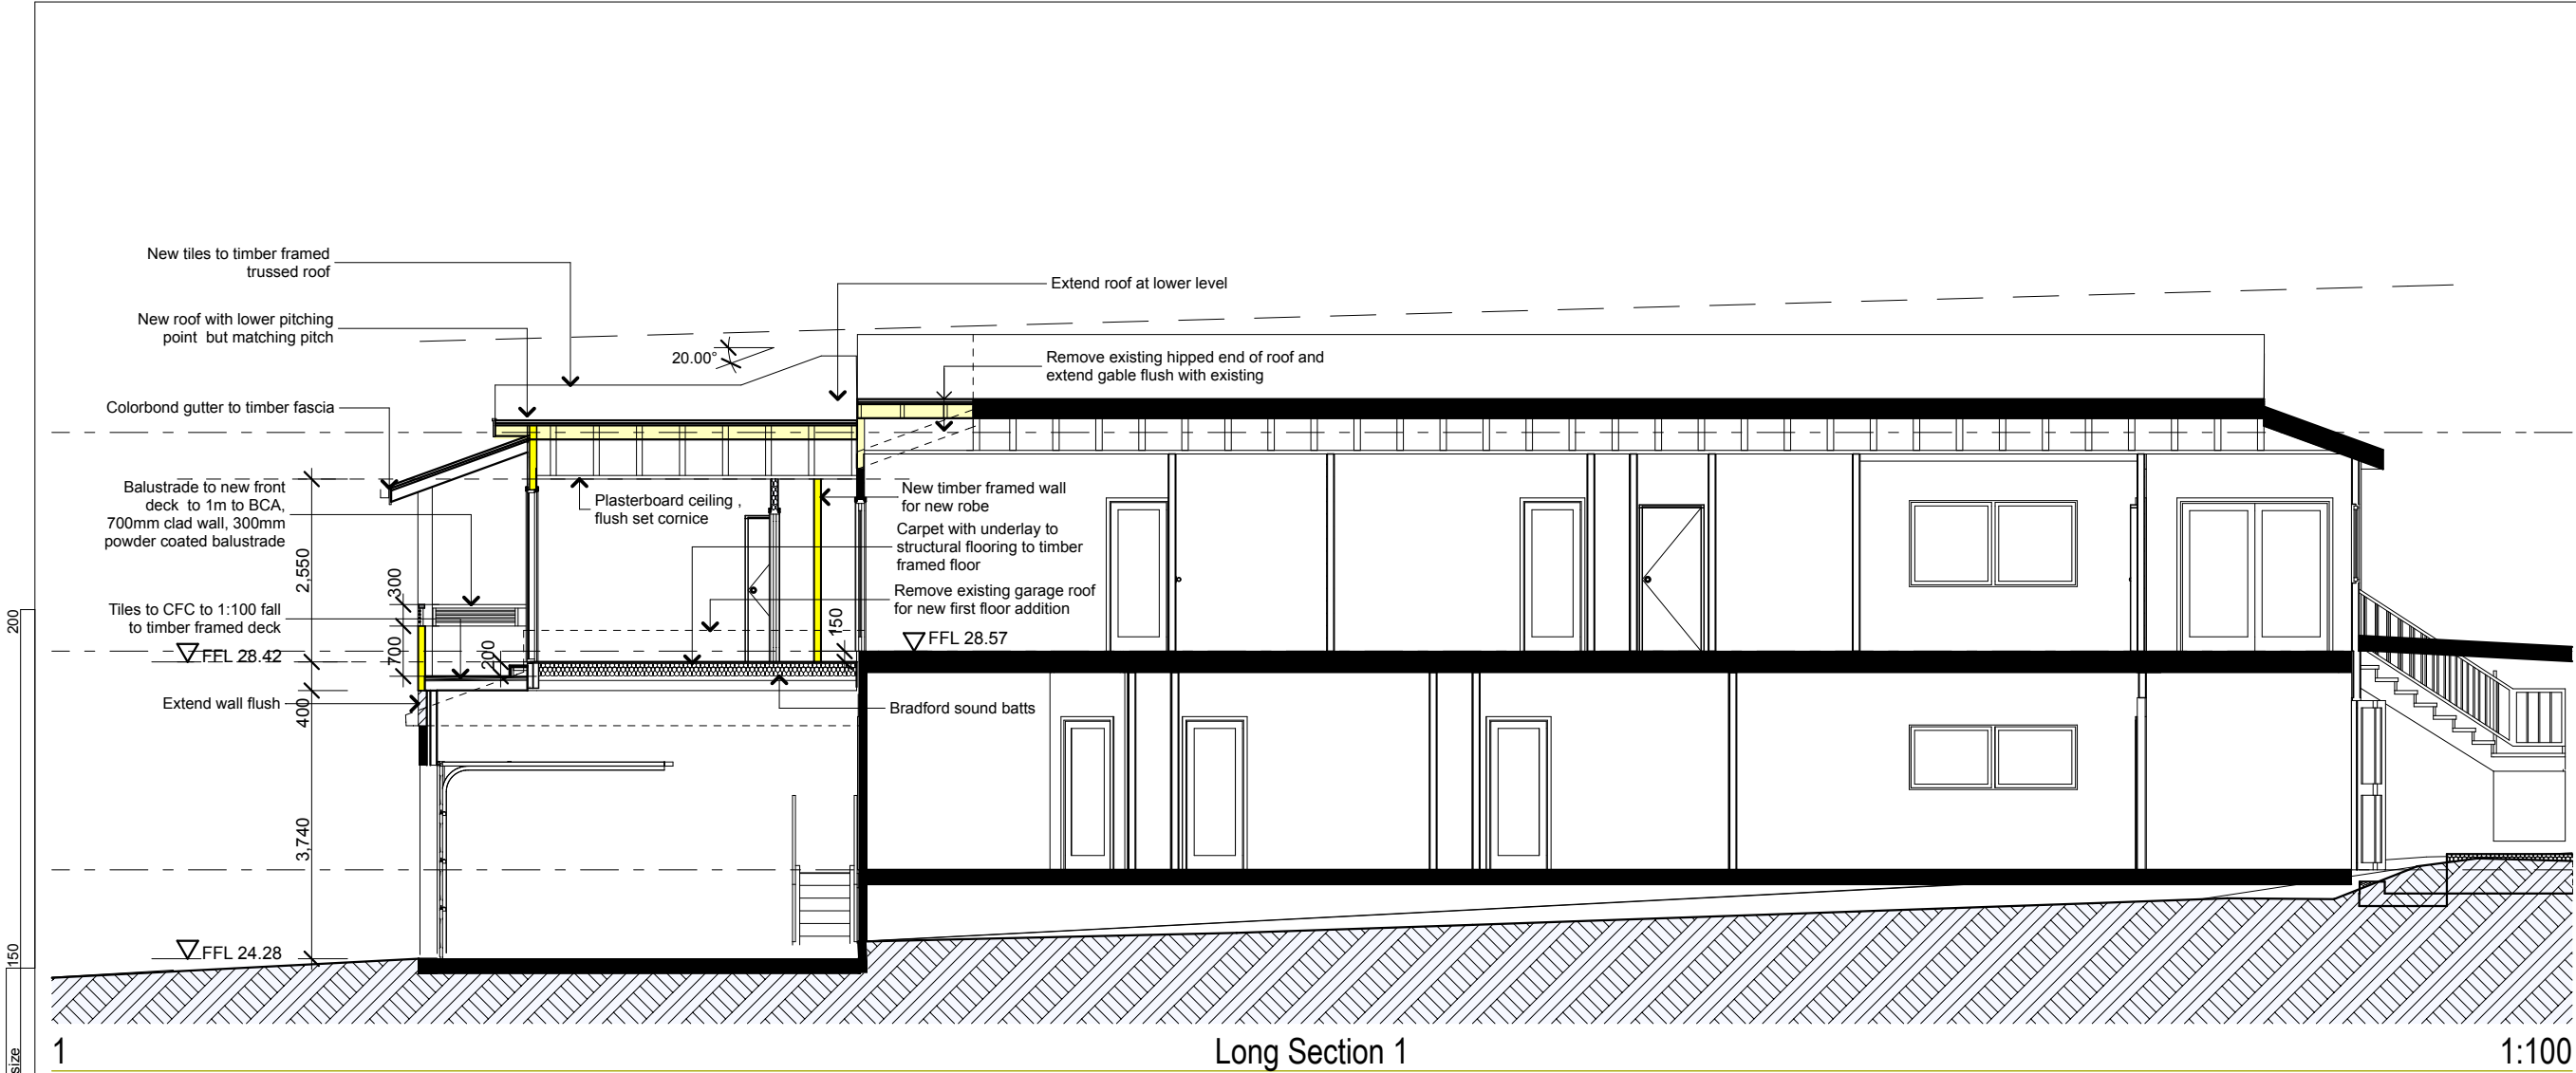 New tiles to timber framed
trussed roof
Extend roof at lower level
New roof with lower pitching
point but matching pitch
20.00°
Remove existing hipped end of roof and
extend gable flush with existing
Colorbond gutter to timber fascia
Balustrade to new front
deck to 1m to BCA,
700mm clad wall, 300mm
powder coated balustrade
Plasterboard ceiling ,
flush set cornice
New timber framed wall
for new robe
Carpet with underlay to
structural flooring to timber
framed floor
Remove existing garage roof
for new first floor addition
2,550
300
Tiles to CFC to 1:100 fall
to timber framed deck
150
FFL 28.57
FFL 28.42
700
200
Extend wall flush
400
Bradford sound batts
3,740
FFL 24.28
200
150
size
1
Long Section 1
1:100